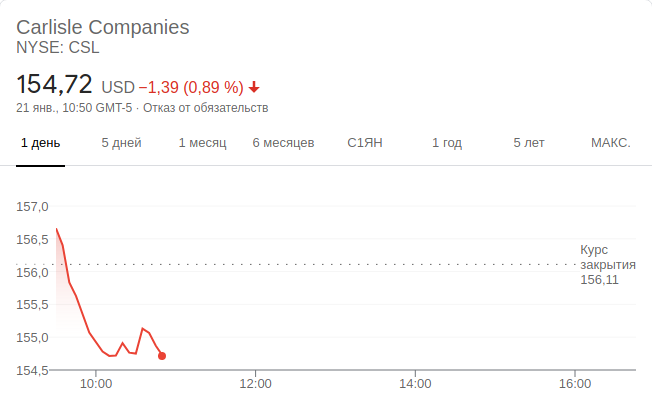 Carlisle Companies
NYSE: CSL
154,72 USD −1,39 (0,89 %)
21 янв., 10:50 GMT-5 · Отказ от обязательств
1 день 5 дней 1 месяц 6 месяцев С1ЯН 1 год 5 лет МАКС.
157,0
156,5
156,0
155,5
155,0
154,5
Курс
закрытия
156,11
10:00 12:00 14:00 16:00